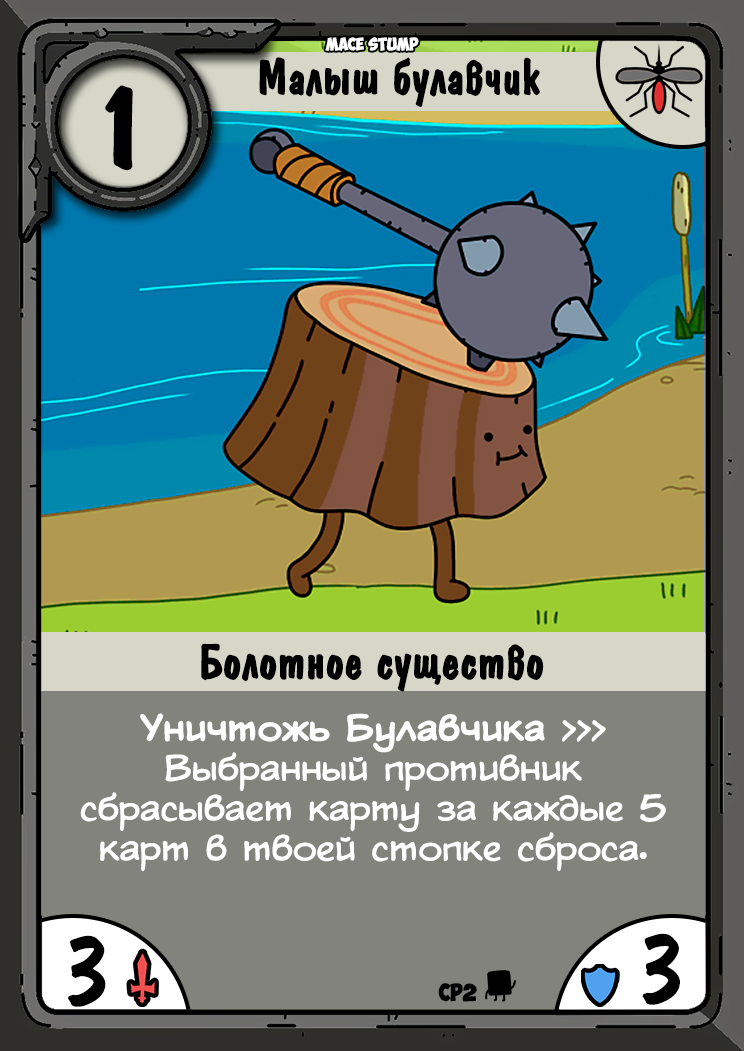 MACE STUMP
Малыш булавчик
1
Болотное существо
Уничтожь Булавчика >>>
Выбранный противник
сбрасывает карту за каждые 5
карт в твоей стопке сброса.
3
CP2
3